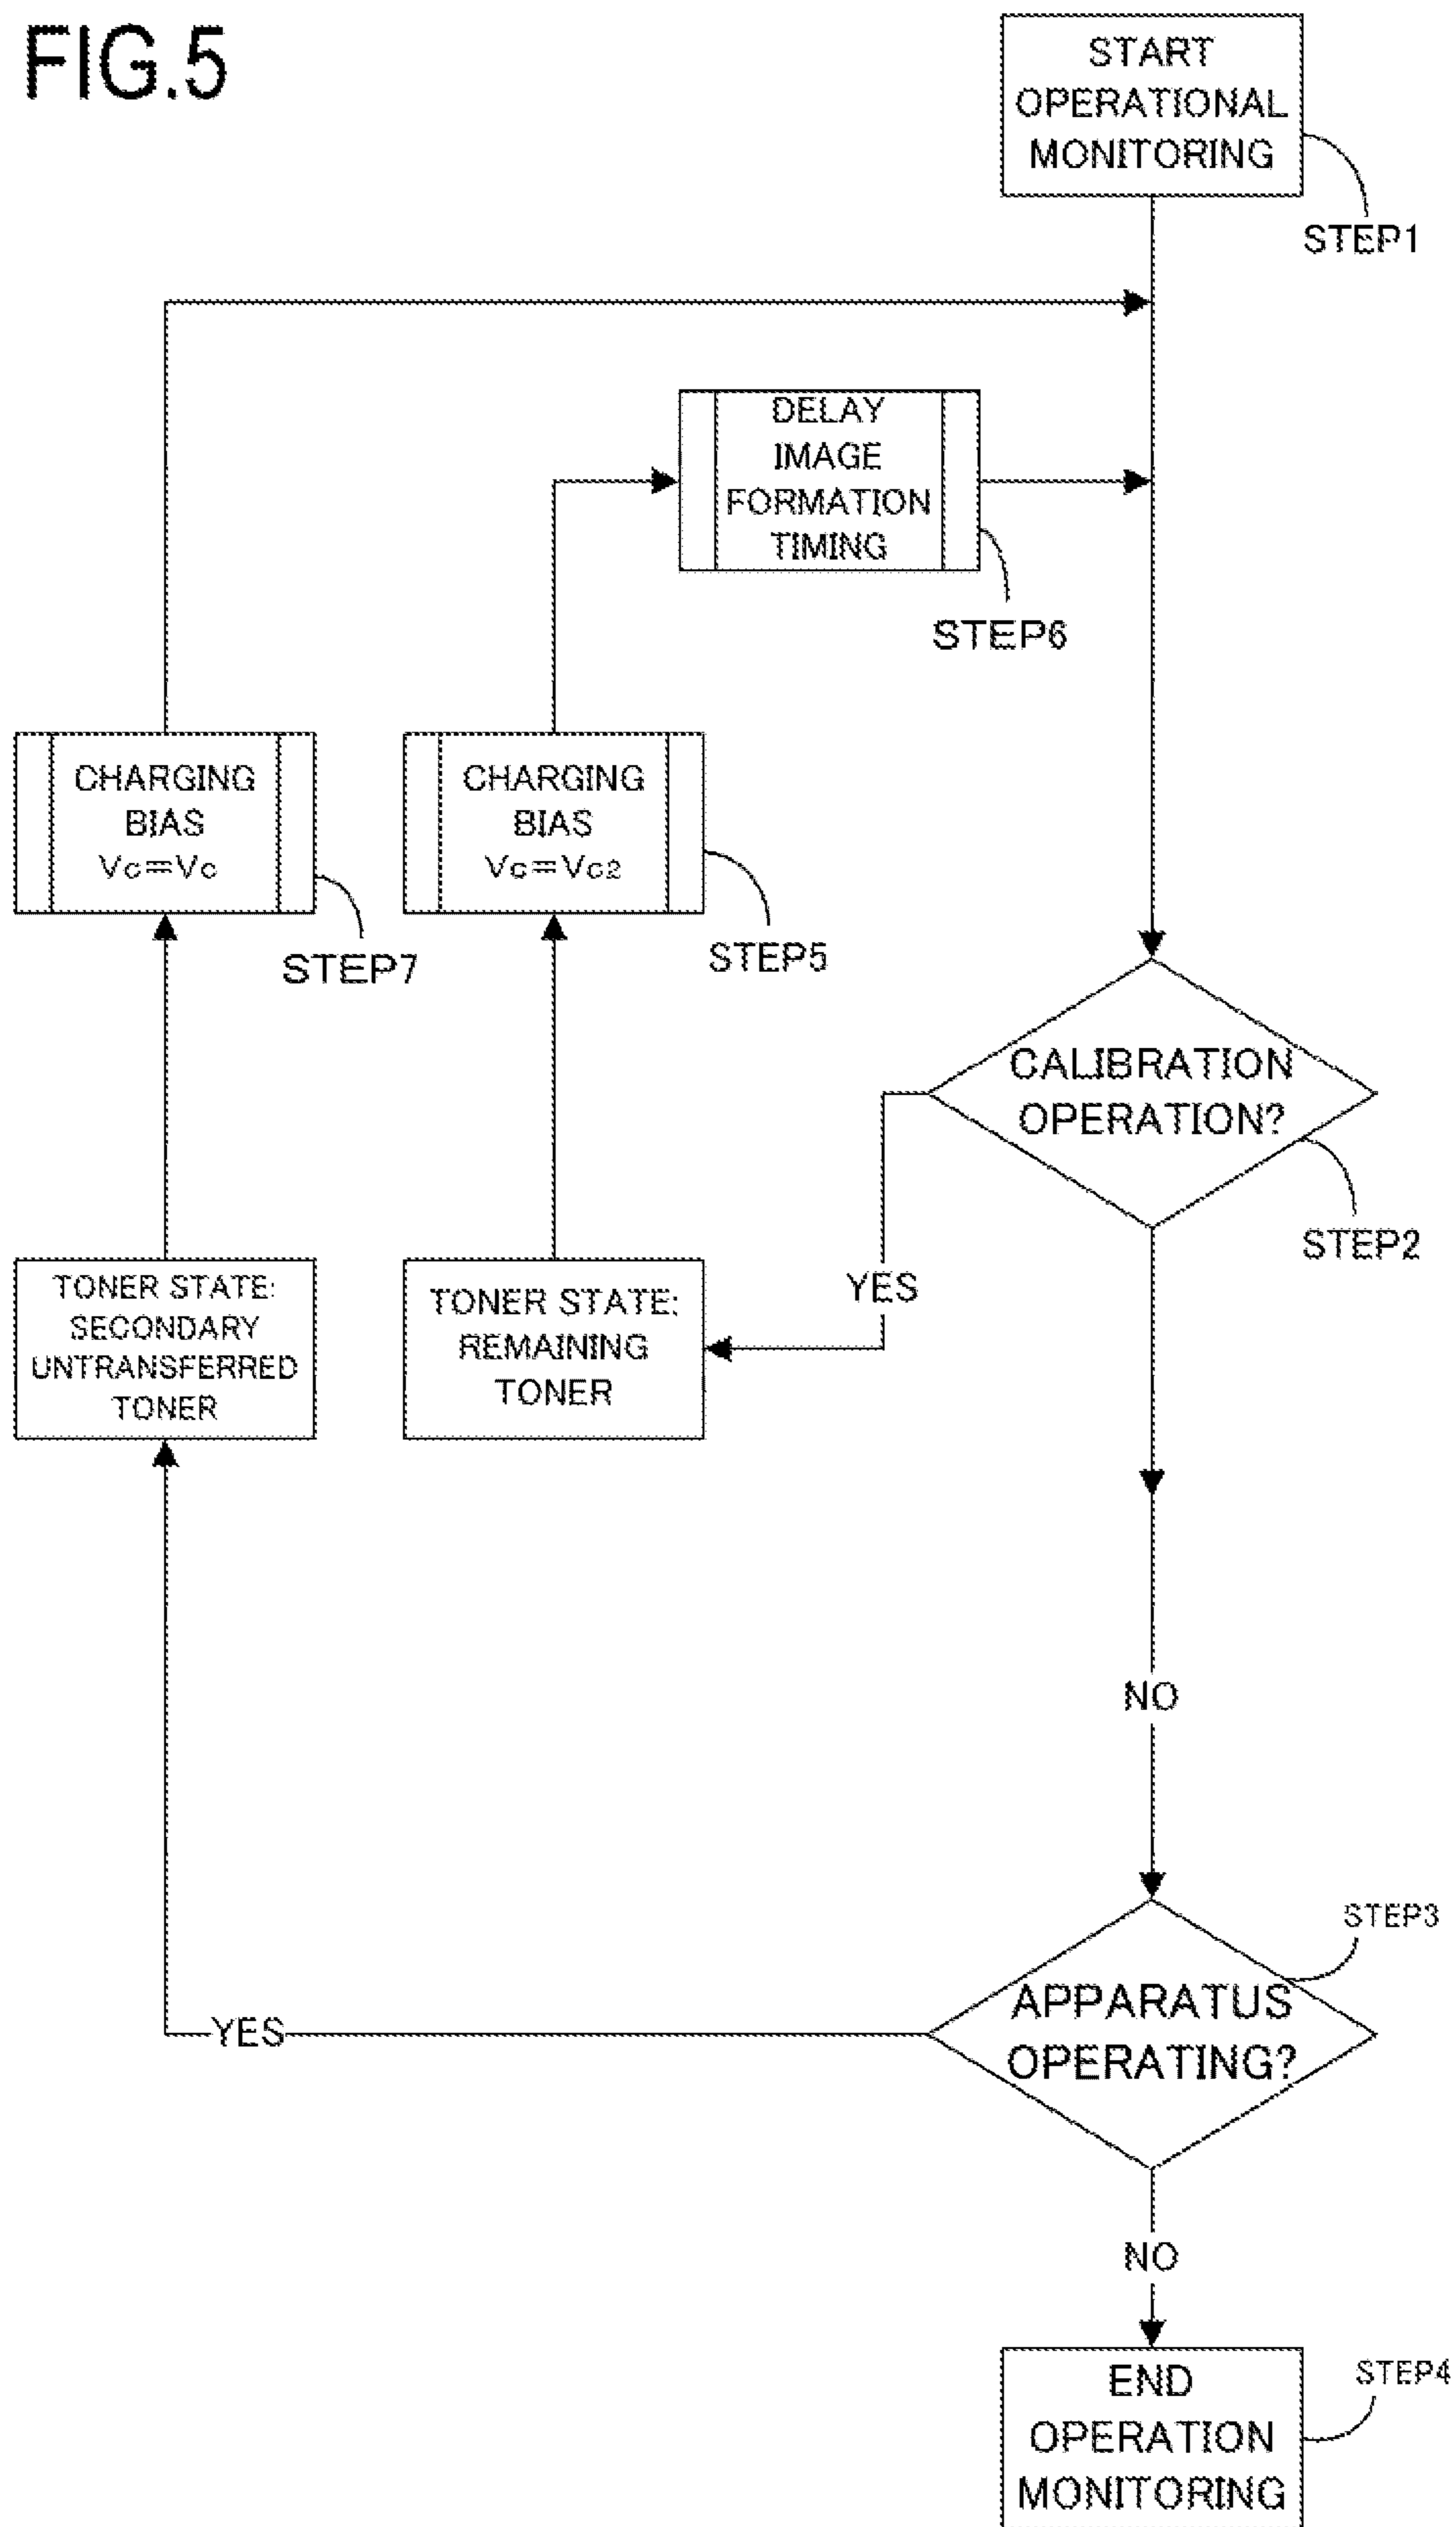 FIG.5
START
OPERATIONAL
MONITORING
STEP1
DELAY
IMAGE
FORMATION
TIMING
STEP6
CHARGING
BIAS
Vc=Vc
STEP7
CHARGING
BIAS
Vc=Vc2
STEP5
CALIBRATION
OPERATION?
STEP2
YES
TONER STATE:
SECONDARY
UNTRANSFERRED
TONER
TONER STATE:
REMAINING
TONER
NO
STEP3
APPARATUS
OPERATING?
YES
NO
STEP4
END
OPERATION
MONITORING